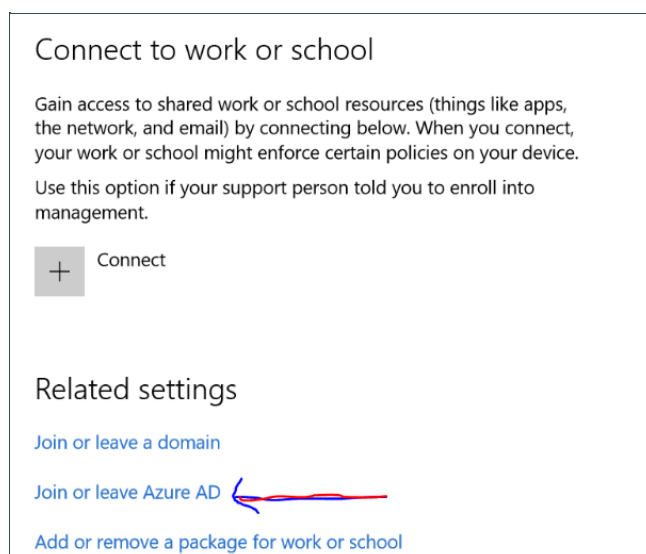 Connect to work or school
Gain access to shared work or school resources (things like apps,
the network, and email) by connecting below. When you connect,
your work or school might enforce certain policies on your device.
Use this option if your support person told you to enroll into
management.
Connect
Related settings
Join or leave a domain
Join or leave Azure AD
Add or remove a package for work or school